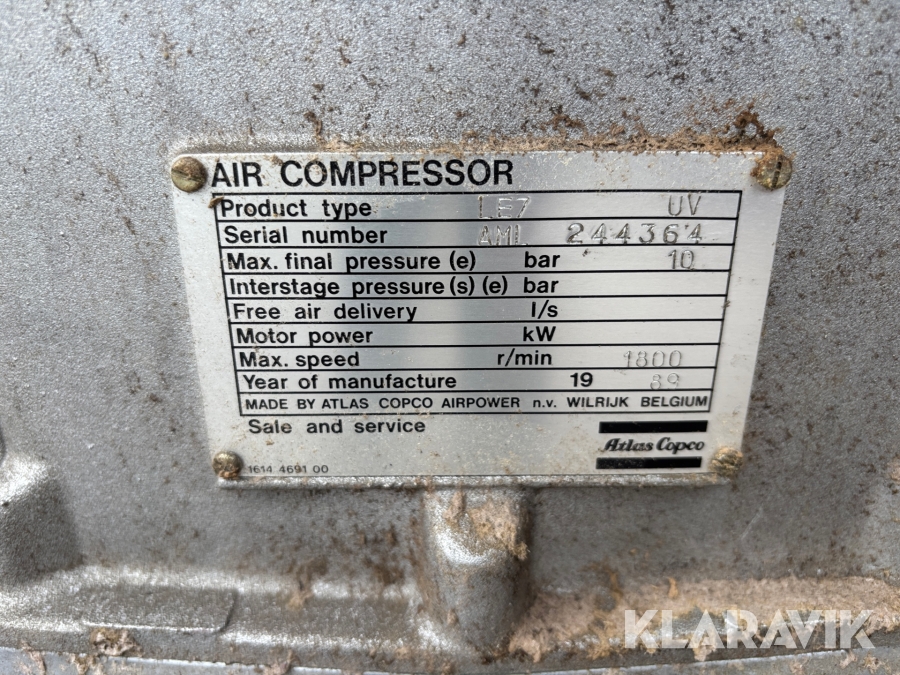 AIR COMPRESSOR
Product type LE7 UV
Serial number AML 244364
Max. final pressure (e) bar 10
Interstage pressure (s) (e) bar
Free air delivery l/s
Motor power kW
Max. speed r/min 1800
Year of manufacture 19 89
MADE BY ATLAS COPCO AIRPOWER n.v. WILRIJK BELGIUM
Sale and service
Atlas Copco
1614 4691 00
KLARAVIK